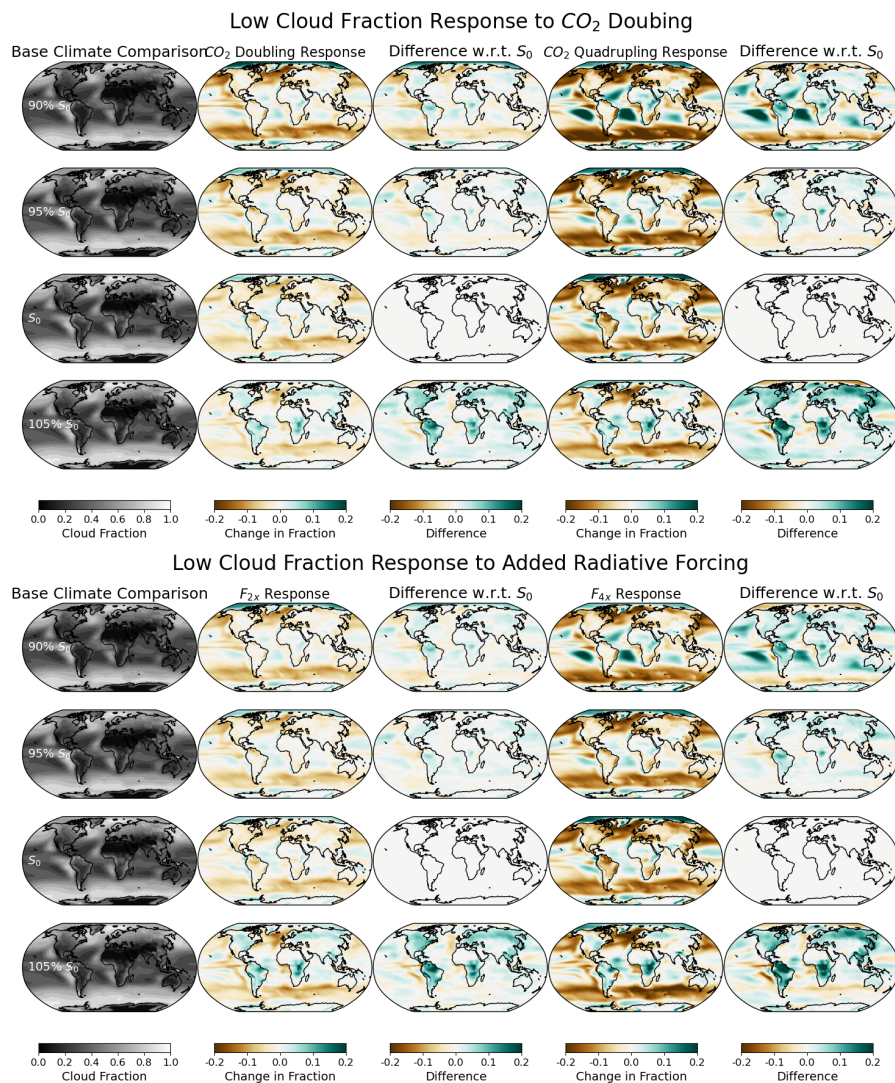 Low Cloud Fraction Response to CO₂ Doubing
Base Climate Comparison CO₂ Doubling Response Difference w.r.t. S₀ CO₂ Quadrupling Response Difference w.r.t. S₀
90% S₀
95% S₀
S₀
105% S₀
0.0 0.2 0.4 0.6 0.8 1.0 -0.2 -0.1 0.0 0.1 0.2 -0.2 -0.1 0.0 0.1 0.2 -0.2 -0.1 0.0 0.1 0.2 -0.2 -0.1 0.0 0.1 0.2
Cloud Fraction Change in Fraction Difference Change in Fraction Difference
Low Cloud Fraction Response to Added Radiative Forcing
Base Climate Comparison F₂ₓ Response Difference w.r.t. S₀ F₄ₓ Response Difference w.r.t. S₀
90% S₀
95% S₀
S₀
105% S₀
0.0 0.2 0.4 0.6 0.8 1.0 -0.2 -0.1 0.0 0.1 0.2 -0.2 -0.1 0.0 0.1 0.2 -0.2 -0.1 0.0 0.1 0.2 -0.2 -0.1 0.0 0.1 0.2
Cloud Fraction Change in Fraction Difference Change in Fraction Difference